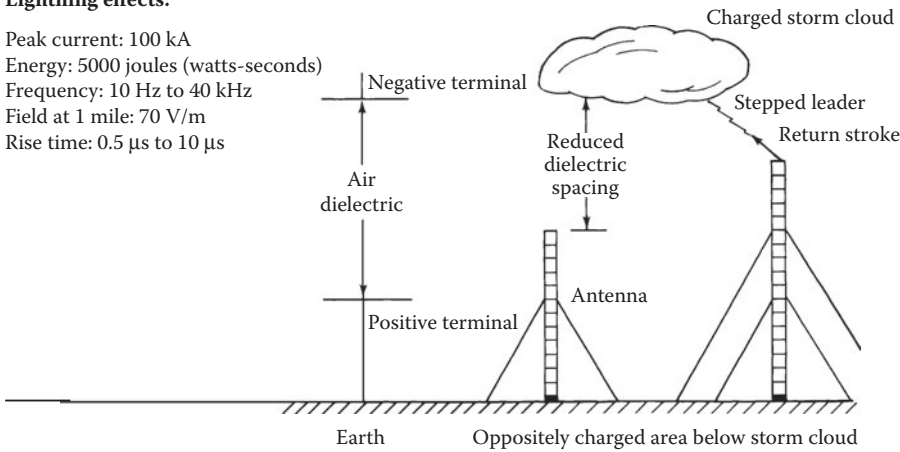 Lightning effects:
Peak current: 100 kA
Energy: 5000 joules (watts-seconds)
Frequency: 10 Hz to 40 kHz
Field at 1 mile: 70 V/m
Rise time: 0.5 µs to 10 µs
Charged storm cloud
Negative terminal
Stepped leader
Return stroke
Reduced
dielectric
spacing
Air
dielectric
Antenna
Positive terminal
Earth
Oppositely charged area below storm cloud